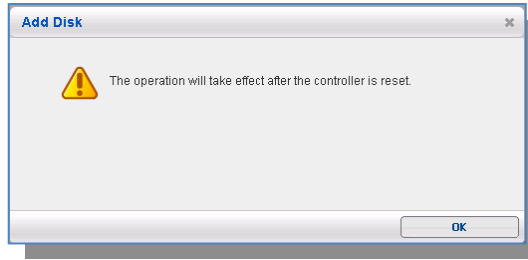 Add Disk
The operation will take effect after the controller is reset.
OK